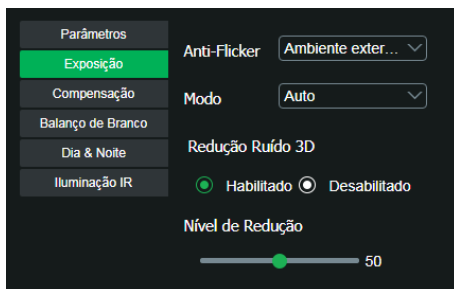 Parâmetros
Exposição
Compensação
Balanço de Branco
Dia & Noite
Iluminação IR
Anti-Flicker Ambiente exter...
Modo Auto
Redução Ruído 3D
Habilitado Desabilitado
Nível de Redução
50